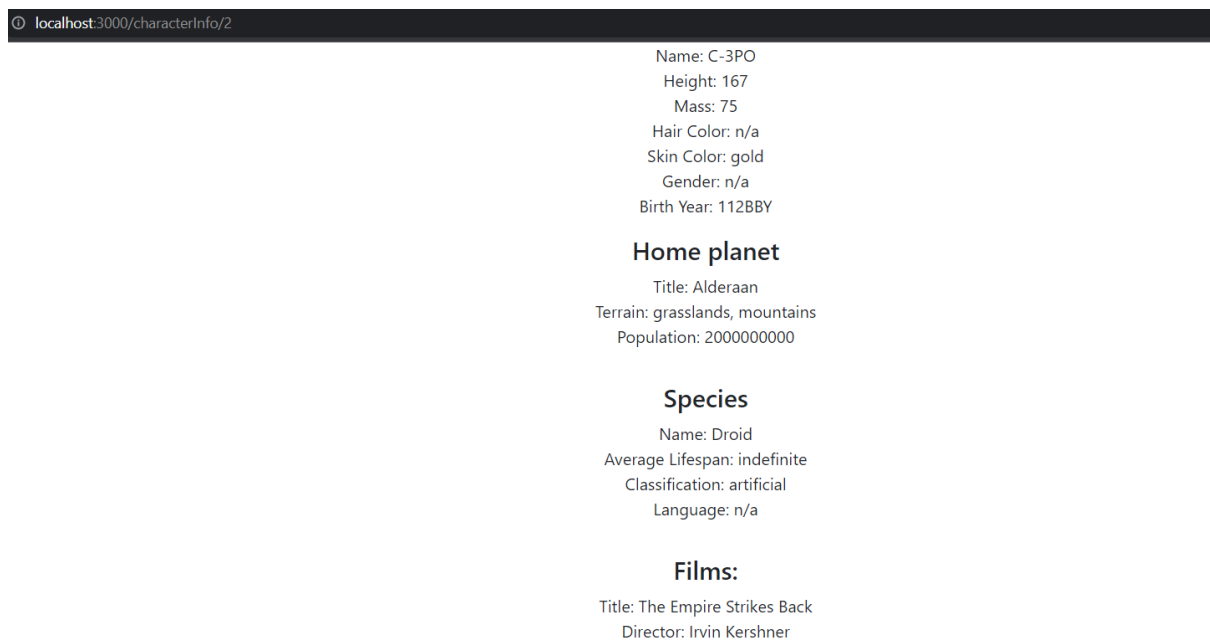 localhost:3000/characterInfo/2
Name: C-3PO
Height: 167
Mass: 75
Hair Color: n/a
Skin Color: gold
Gender: n/a
Birth Year: 112BBY
Home planet
Title: Alderaan
Terrain: grasslands, mountains
Population: 2000000000
Species
Name: Droid
Average Lifespan: indefinite
Classification: artificial
Language: n/a
Films:
Title: The Empire Strikes Back
Director: Irvin Kershner